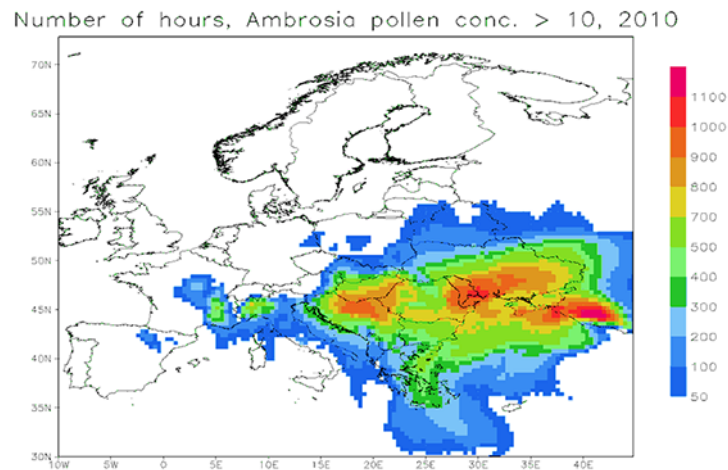 Number of hours, Ambrosia pollen conc. > 10, 2010
70N
65N
60N
55N
50N
45N
40N
35N
30N
10W 5W 0 5E 10E 15E 20E 25E 30E 35E 40E
1100
1000
900
800
700
600
500
400
300
200
100
50